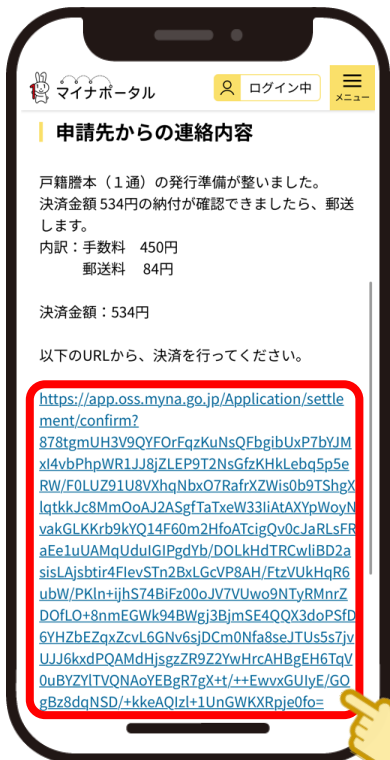 マイナポータル
ログイン中
メニュー
申請先からの連絡内容
戸籍謄本（１通）の発行準備が整いました。
決済金額 534円の納付が確認できましたら、郵送
します。
内訳：手数料　450円
郵送料　84円
決済金額：534円
以下のURLから、決済を行ってください。
https://app.oss.myna.go.jp/Application/settle
ment/confirm?
878tgmUH3V9QYFOrFqzKuNsQFbgibUxP7bYJM
xI4vbPhpWR1JJ8jZLEP9T2NsGfzKHkLebq5p5e
RW/F0LUZ91U8VXhqNbxO7RafrXZWis0b9TShgX
lqtkkJc8MmOoAJ2ASgfTaTxeW33IiAtAXYpWoyN
vakGLKKrb9kYQ14F60m2HfoATcigQv0cJaRLsFR
aEe1uUAMqUduIGIPgdYb/DOLkHdTRCwliBD2a
sisLAjsbtir4FIevSTn2BxLGcVP8AH/FtzVUkHqR6
ubW/PKln+ijhS74BiFz00oJV7VUwo9NTyRMnrZ
DOfLO+8nmEGWk94BWgj3BjmSE4QQX3doPSfD
6YHZbEZqxZcvL6GNv6sjDCm0Nfa8seJTUs5s7jv
UJJ6kxdPQAMdHjsgzZR9Z2YwHrcAHBgEH6TqV
0uBYZYlTVQNAoYEBgR7gX+t/++EwvxGUIyE/GO
gBz8dqNSD/+kkeAQIzl+1UnGWKXRpje0fo=